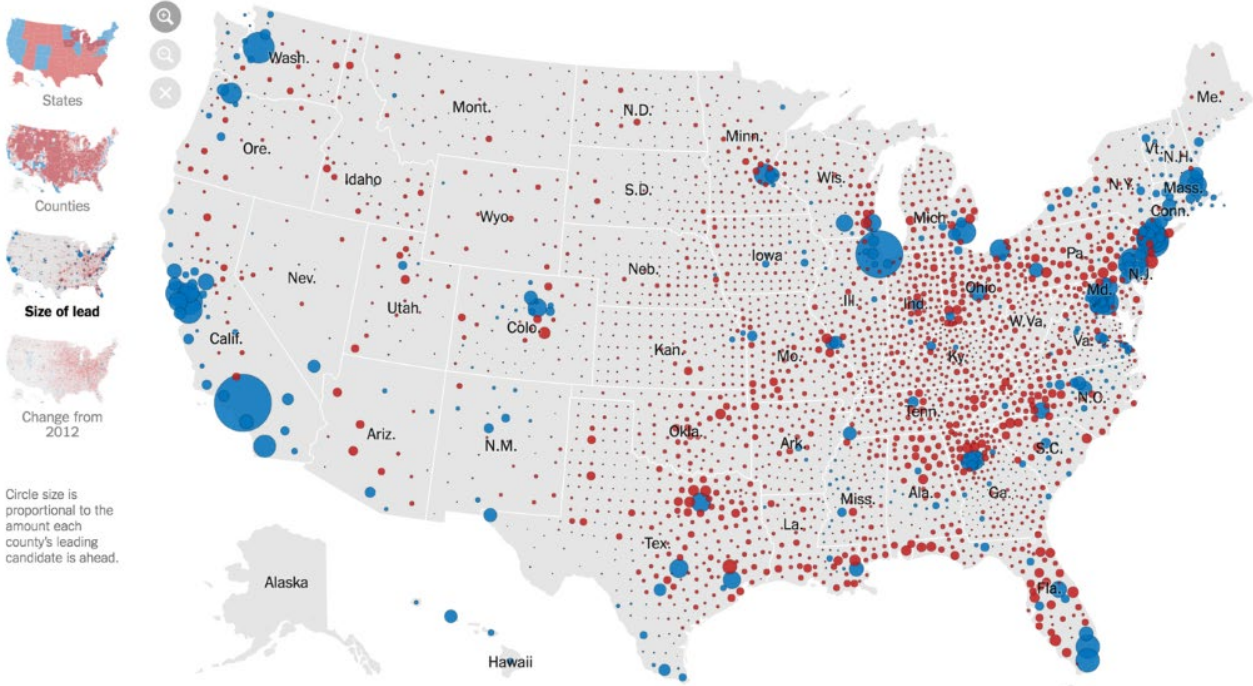 States
Counties
Size of lead
Change from
2012
Circle size is
proportional to the
amount each
county's leading
candidate is ahead.
Wash.
Mont.
N.D.
Minn.
Me.
Ore.
Idaho
S.D.
Wis.
Vt.
N.H.
Wyo.
Mich.
N.Y.
Mass.
Conn.
Nev.
Utah
Colo.
Neb.
Iowa
Ill.
Ind.
Ohio
Pa.
N.J.
Md.
Calif.
Kan.
Mo.
Ky.
W.Va.
Va.
Ariz.
N.M.
Okla.
Ark.
Tenn.
N.C.
S.C.
Tex.
La.
Miss.
Ala.
Ga.
Fla.
Alaska
Hawaii